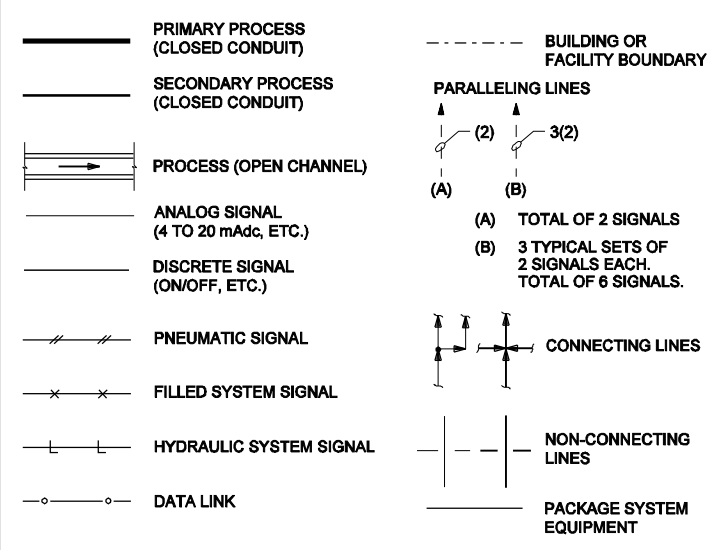 PRIMARY PROCESS
(CLOSED CONDUIT)
SECONDARY PROCESS
(CLOSED CONDUIT)
PROCESS (OPEN CHANNEL)
ANALOG SIGNAL
(4 TO 20 mAdc, ETC.)
DISCRETE SIGNAL
(ON/OFF, ETC.)
PNEUMATIC SIGNAL
FILLED SYSTEM SIGNAL
HYDRAULIC SYSTEM SIGNAL
DATA LINK
BUILDING OR
FACILITY BOUNDARY
PARALLELING LINES
(2) 3(2)
(A) (B)
(A) TOTAL OF 2 SIGNALS
(B) 3 TYPICAL SETS OF
2 SIGNALS EACH.
TOTAL OF 6 SIGNALS.
CONNECTING LINES
NON-CONNECTING
LINES
PACKAGE SYSTEM
EQUIPMENT